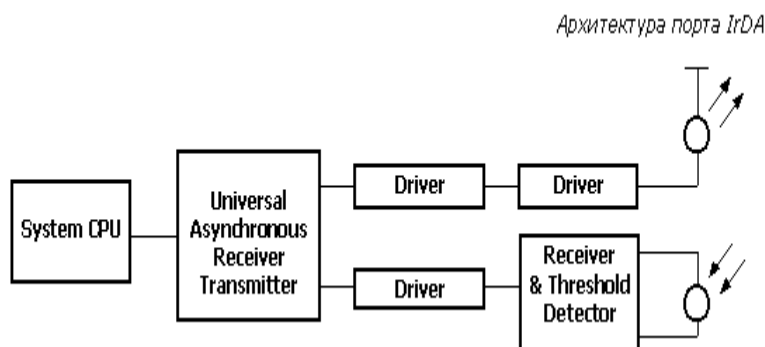 Архитектура порта IrDA
System CPU
Universal
Asynchronous
Receiver
Transmitter
Driver
Driver
Driver
Receiver
& Threshold
Detector